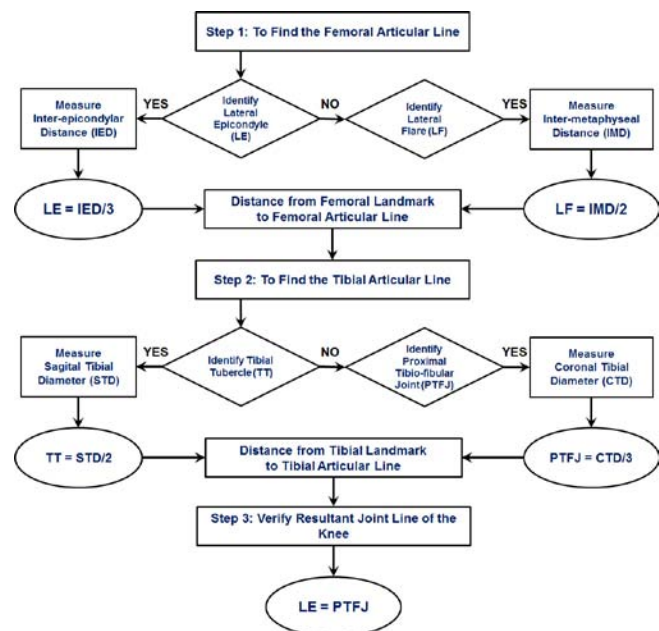 Step 1: To Find the Femoral Articular Line
YES
NO
YES
Measure
Inter-epicondylar
Distance (IED)
Identify
Lateral
Epicondyle
(LE)
Identify
Lateral
Flare (LF)
Measure
Inter-metaphyseal
Distance (IMD)
LE = IED/3
Distance from Femoral Landmark
to Femoral Articular Line
LF = IMD/2
Step 2: To Find the Tibial Articular Line
YES
NO
YES
Measure
Sagital Tibial
Diameter (STD)
Identify Tibial
Tubercle (TT)
Identify
Proximal
Tibio-fibular
Joint (PTFJ)
Measure
Coronal Tibial
Diameter (CTD)
TT = STD/2
Distance from Tibial Landmark
to Tibial Articular Line
PTFJ = CTD/3
Step 3: Verify Resultant Joint Line of the
Knee
LE = PTFJ